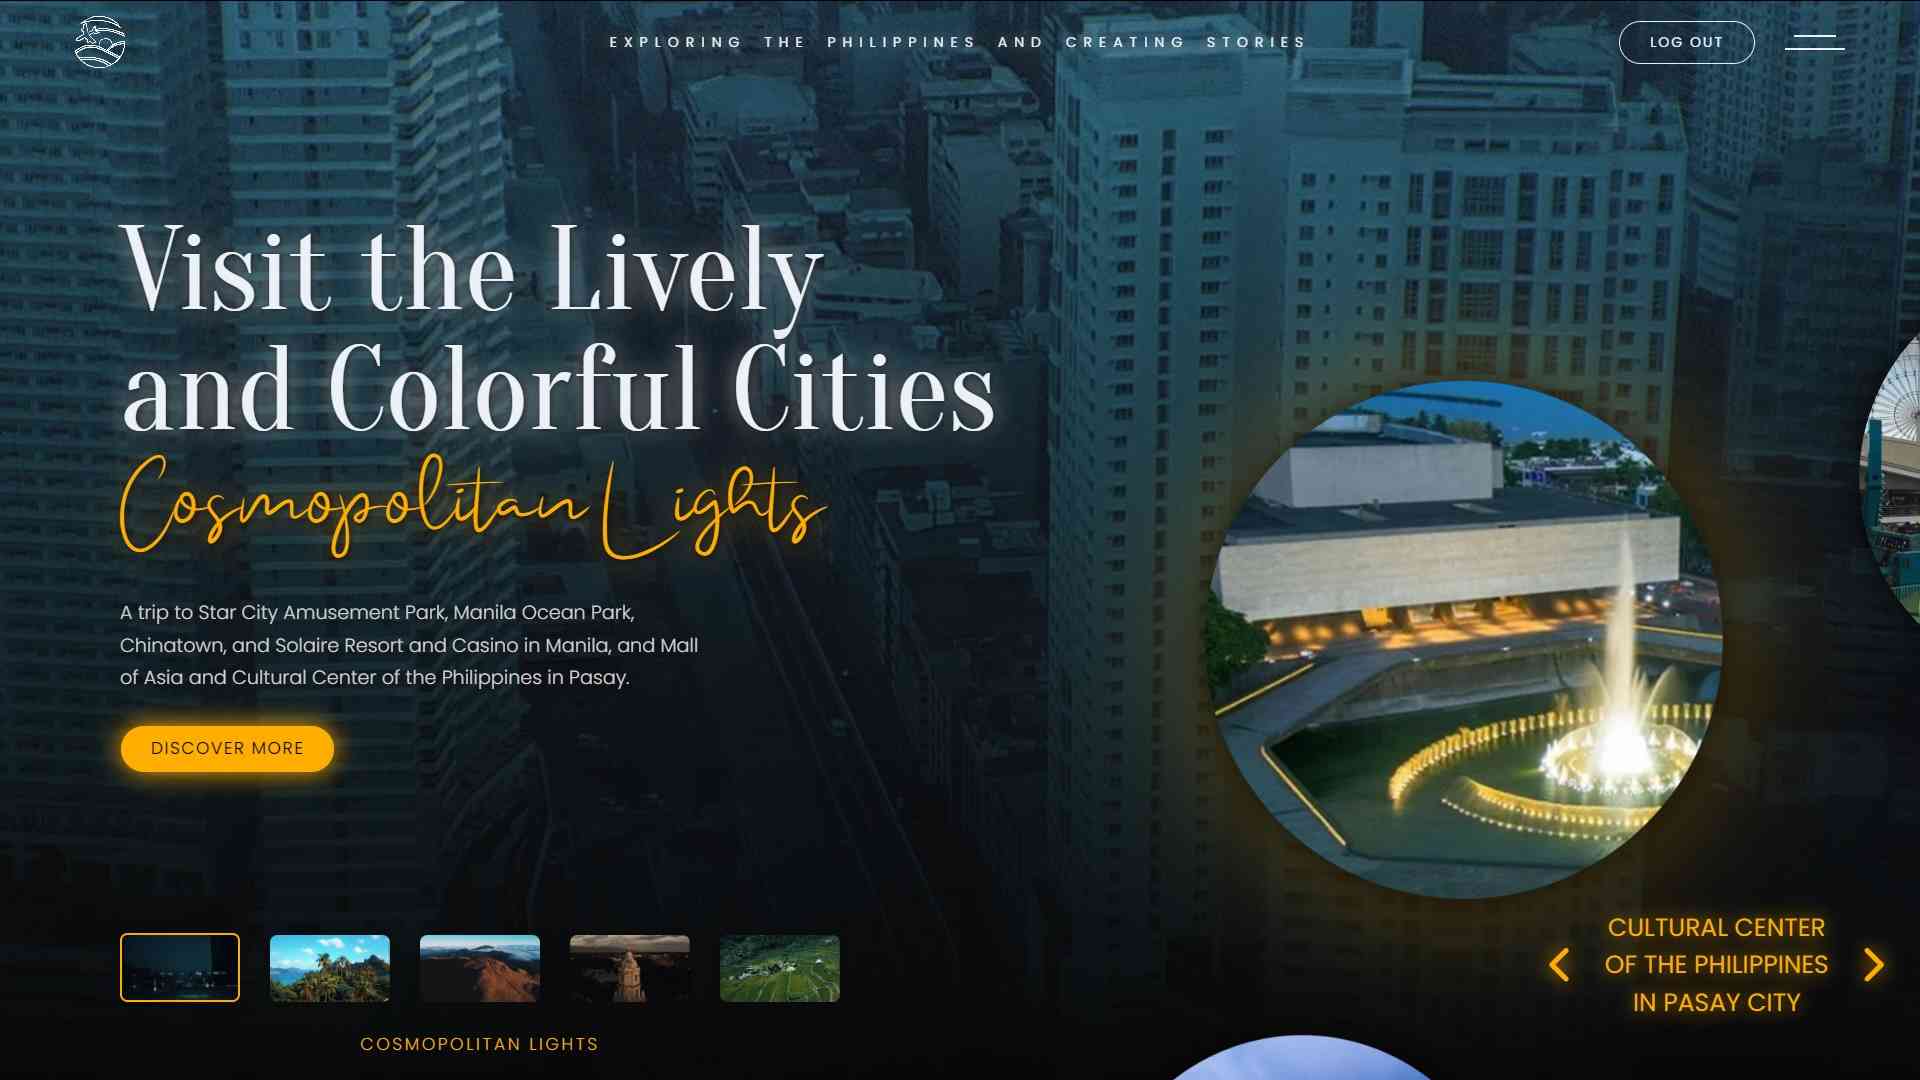 EXPLORING THE PHILIPPINES AND CREATING STORIES
LOG OUT
Visit the Lively
and Colorful Cities
Cosmopolitan Lights
A trip to Star City Amusement Park, Manila Ocean Park,
Chinatown, and Solaire Resort and Casino in Manila, and Mall
of Asia and Cultural Center of the Philippines in Pasay.
DISCOVER MORE
CULTURAL CENTER
OF THE PHILIPPINES
IN PASAY CITY
COSMOPOLITAN LIGHTS